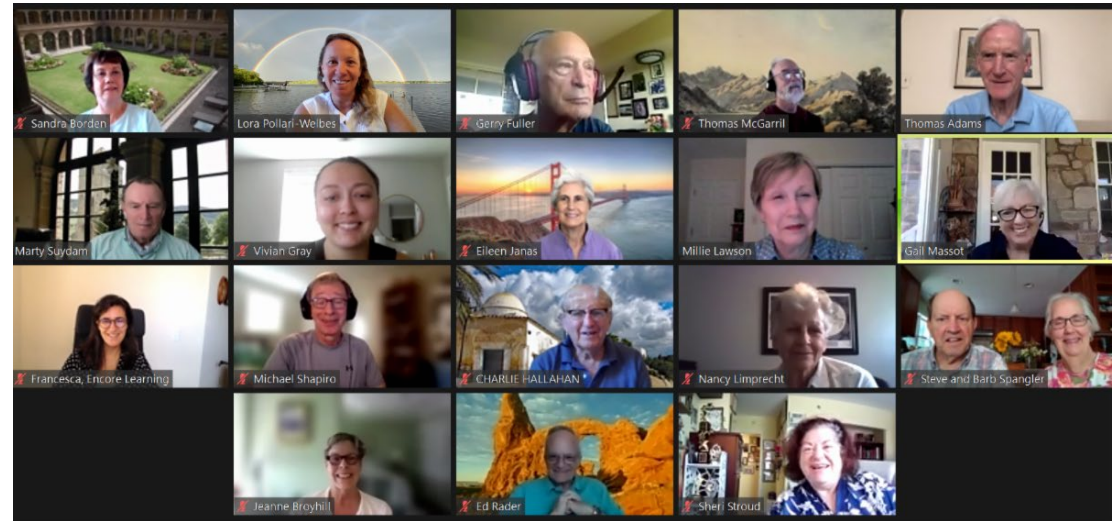 Sandra Borden
Lora Pollari-Welbes
Gerry Fuller
Thomas McGarril
Thomas Adams
Marty Suydam
Vivian Gray
Eileen Janas
Millie Lawson
Gail Massot
Francesca, Encore Learning
Michael Shapiro
CHARLIE HALLAHAN *
Nancy Limprecht
Steve and Barb Spangler
Jeanne Broyhill
Ed Rader
Sheri Stroud